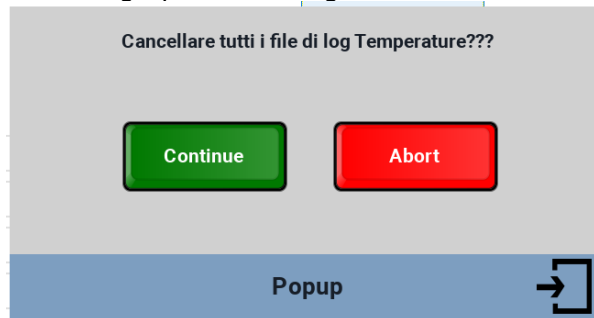 Cancellare tutti i file di log Temperature???
Continue
Abort
Popup